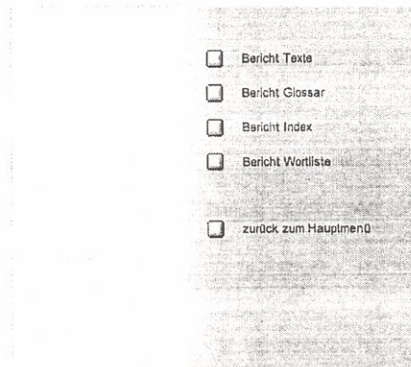 Bericht Texte
Bericht Glossar
Bericht Index
Bericht Wortliste
zurück zum Hauptmenü